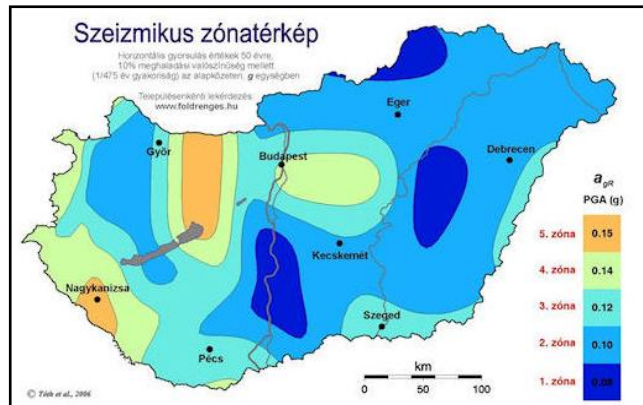 Szeizmikus zónatérkép
Horizontális gyorsulás értékek 50 évre,
10% meghaladási valószínűség mellett
(1/475 év gyakoriság) az alapkőzeten, g egységben
Településenkénti lekérdezés:
www.foldrenges.hu
Eger
Győr
Budapest
Debrecen
Kecskemét
Nagykanizsa
Szeged
Pécs
agR
PGA (g)
5. zóna 0.15
4. zóna 0.14
3. zóna 0.12
2. zóna 0.10
1. zóna 0.08
km
0 50 100
© Tóth et al., 2006